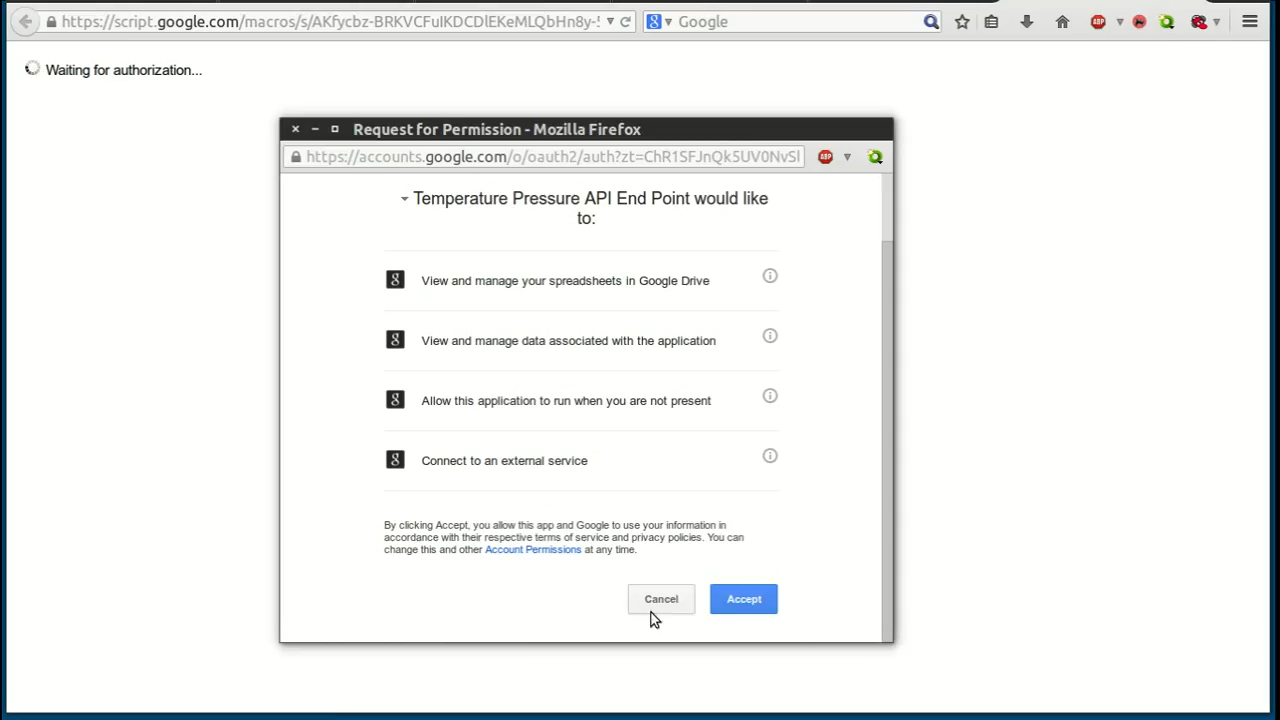 https://script.google.com/macros/s/AKfycbz-BRKVCFuIKDCDlEKeMLQbHn8y-5
Google
ABP
Waiting for authorization...
Request for Permission - Mozilla Firefox
https://accounts.google.com/o/oauth2/auth?zt=ChR1SFJnQk5UV0NvSl
ABP
Temperature Pressure API End Point would like
to:
View and manage your spreadsheets in Google Drive
View and manage data associated with the application
Allow this application to run when you are not present
Connect to an external service
By clicking Accept, you allow this app and Google to use your information in
accordance with their respective terms of service and privacy policies. You can
change this and other Account Permissions at any time.
Cancel
Accept